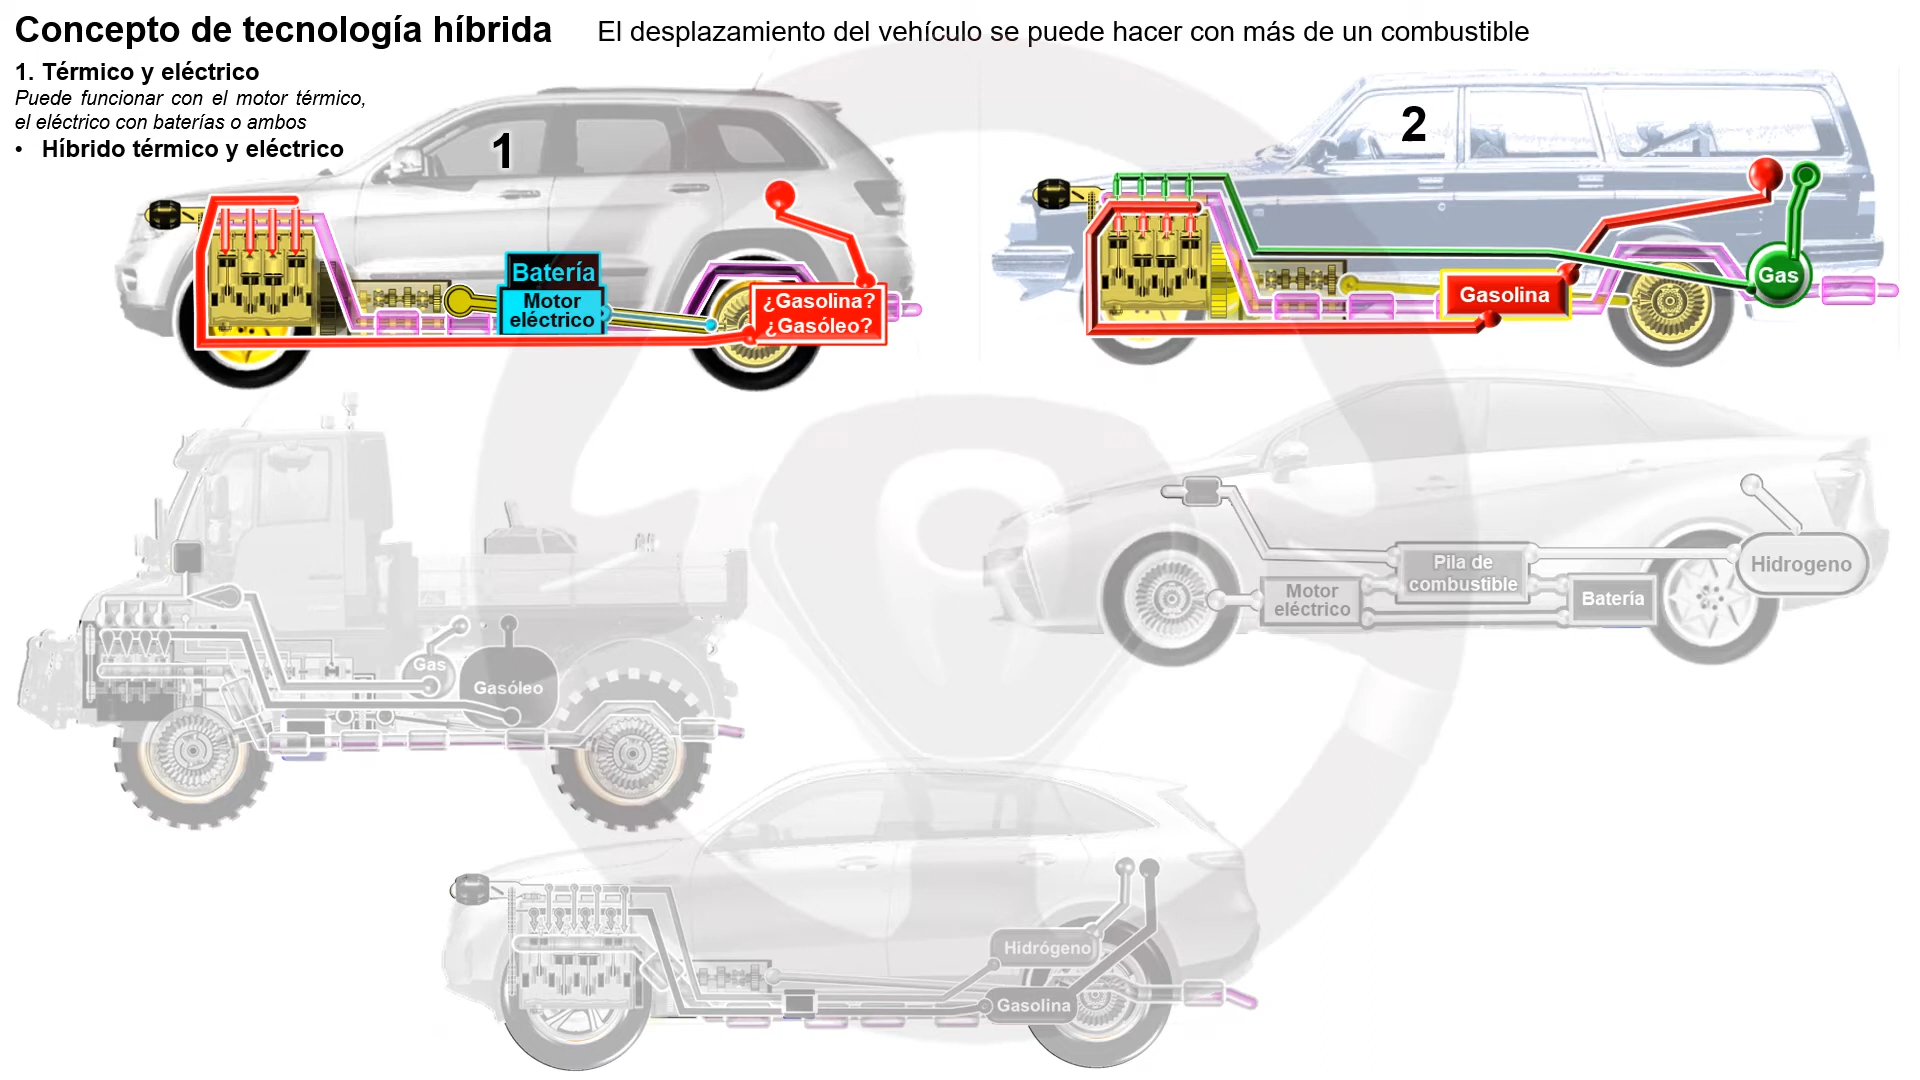 Concepto de tecnología híbrida
El desplazamiento del vehículo se puede hacer con más de un combustible
1. Térmico y eléctrico
Puede funcionar con el motor térmico,
el eléctrico con baterías o ambos
• Híbrido térmico y eléctrico
1
2
Batería
Motor
eléctrico
¿Gasolina?
¿Gasóleo?
Gasolina
Gas
Gas
Gasóleo
Pila de
combustible
Motor
eléctrico
Batería
Hidrogeno
Hidrógeno
Gasolina